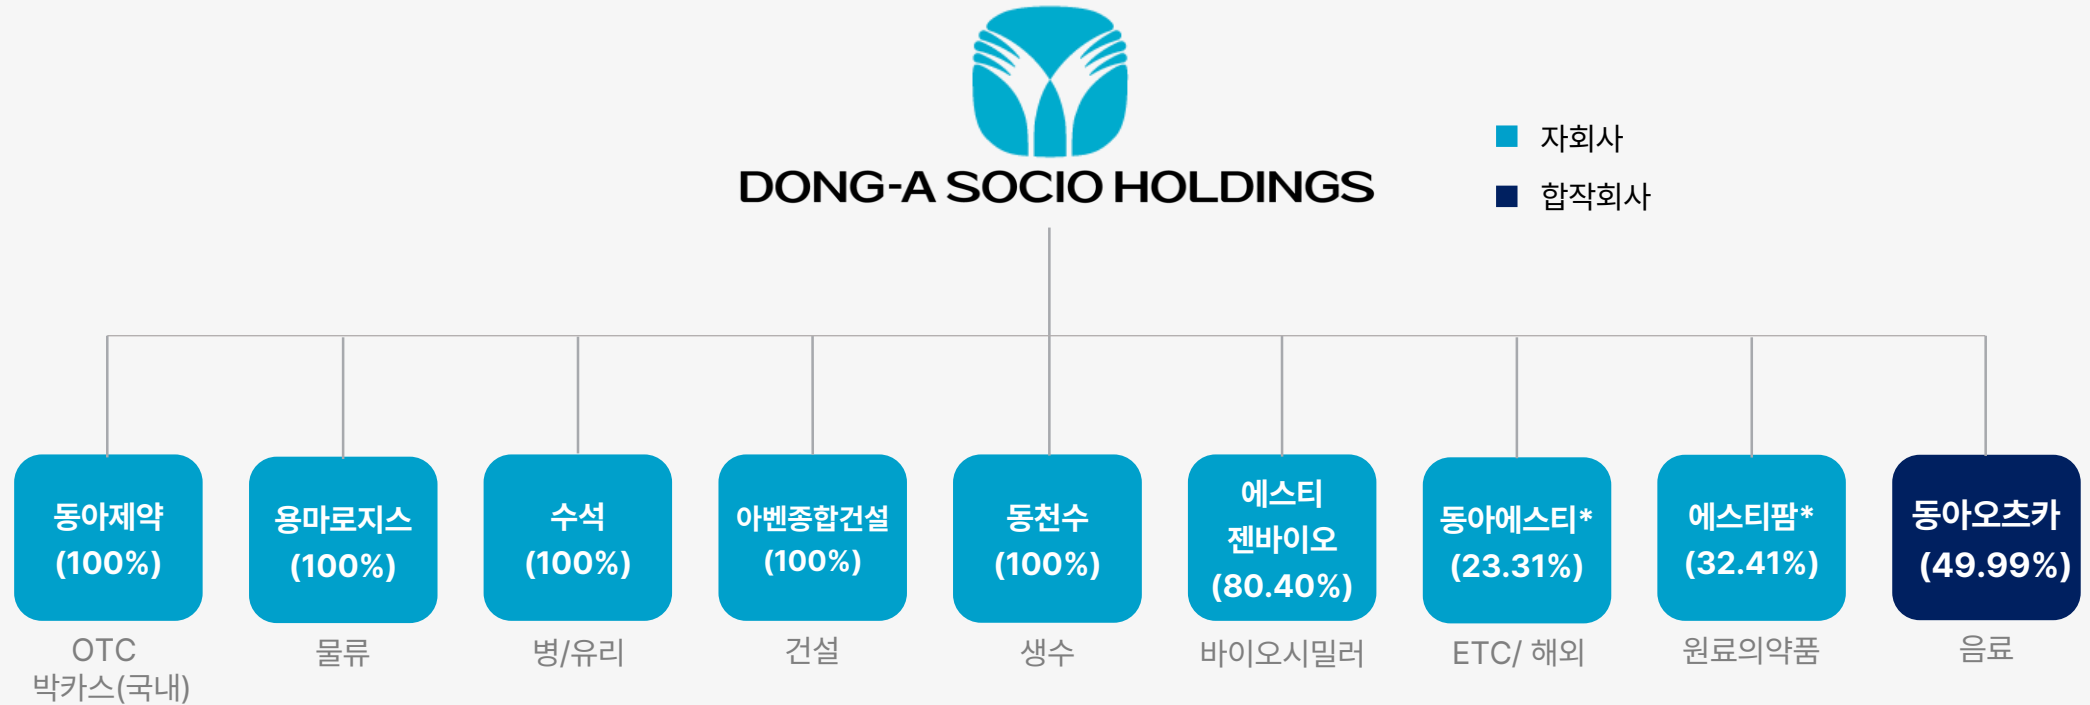 DONG-A SOCIO HOLDINGS
자회사
합작회사
동아제약
(100%)
OTC
박카스(국내)
용마로지스
(100%)
물류
수석
(100%)
병/유리
아벤종합건설
(100%)
건설
동천수
(100%)
생수
에스티
젠바이오
(80.40%)
바이오시밀러
동아에스티*
(23.31%)
ETC/ 해외
에스티팜*
(32.41%)
원료의약품
동아오츠카
(49.99%)
음료